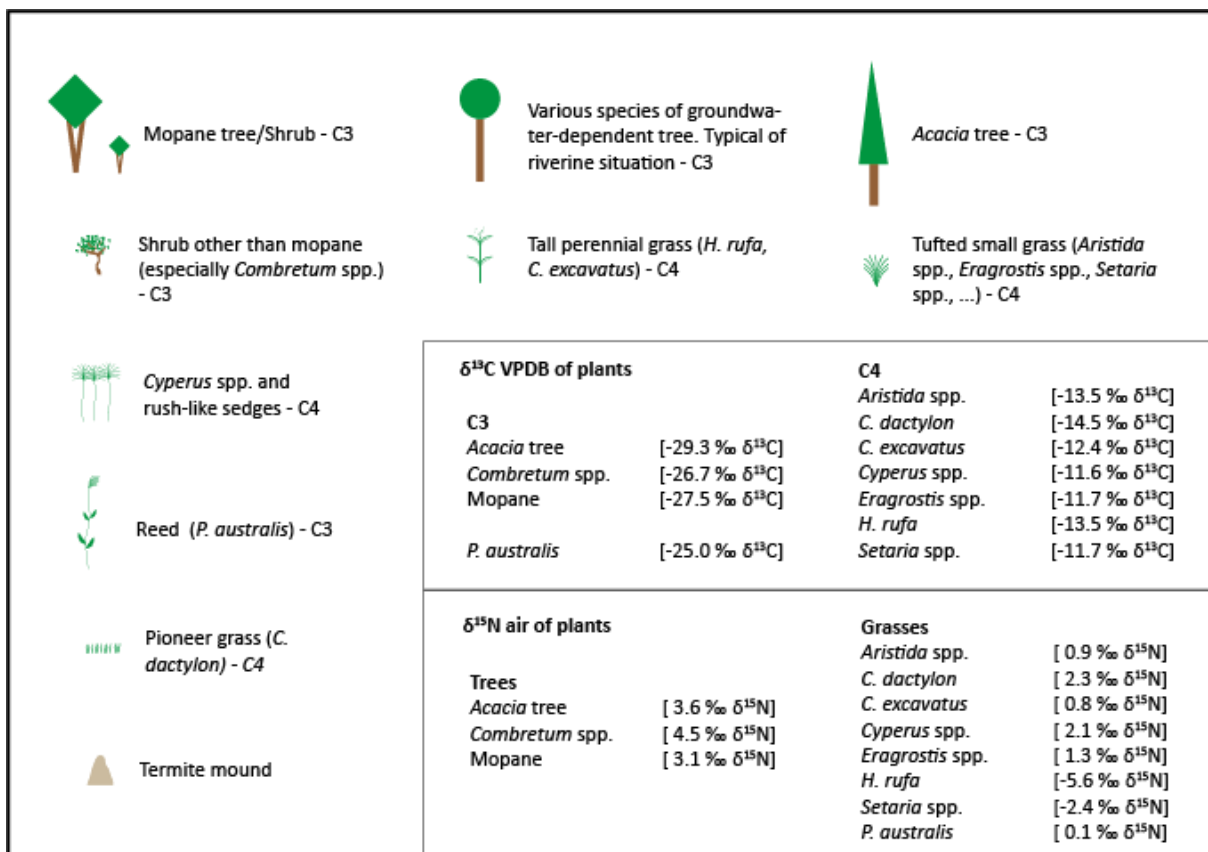 Mopane tree/Shrub - C3
Various species of groundwa-
ter-dependent tree. Typical of
riverine situation - C3
Acacia tree - C3
Shrub other than mopane
(especially Combretum spp.)
- C3
Tall perennial grass (H. rufa,
C. excavatus) - C4
Tufted small grass (Aristida
spp., Eragrostis spp., Setaria
spp., ...) - C4
Cyperus spp. and
rush-like sedges - C4
Reed (P. australis) - C3
Pioneer grass (C.
dactylon) - C4
Termite mound
δ¹³C VPDB of plants
C3
Acacia tree [-29.3 ‰ δ¹³C]
Combretum spp. [-26.7 ‰ δ¹³C]
Mopane [-27.5 ‰ δ¹³C]
P. australis [-25.0 ‰ δ¹³C]
C4
Aristida spp. [-13.5 ‰ δ¹³C]
C. dactylon [-14.5 ‰ δ¹³C]
C. excavatus [-12.4 ‰ δ¹³C]
Cyperus spp. [-11.6 ‰ δ¹³C]
Eragrostis spp. [-11.7 ‰ δ¹³C]
H. rufa [-13.5 ‰ δ¹³C]
Setaria spp. [-11.7 ‰ δ¹³C]
δ¹⁵N air of plants
Trees
Acacia tree [ 3.6 ‰ δ¹⁵N]
Combretum spp. [ 4.5 ‰ δ¹⁵N]
Mopane [ 3.1 ‰ δ¹⁵N]
Grasses
Aristida spp. [ 0.9 ‰ δ¹⁵N]
C. dactylon [ 2.3 ‰ δ¹⁵N]
C. excavatus [ 0.8 ‰ δ¹⁵N]
Cyperus spp. [ 2.1 ‰ δ¹⁵N]
Eragrostis spp. [ 1.3 ‰ δ¹⁵N]
H. rufa [-5.6 ‰ δ¹⁵N]
Setaria spp. [-2.4 ‰ δ¹⁵N]
P. australis [ 0.1 ‰ δ¹⁵N]